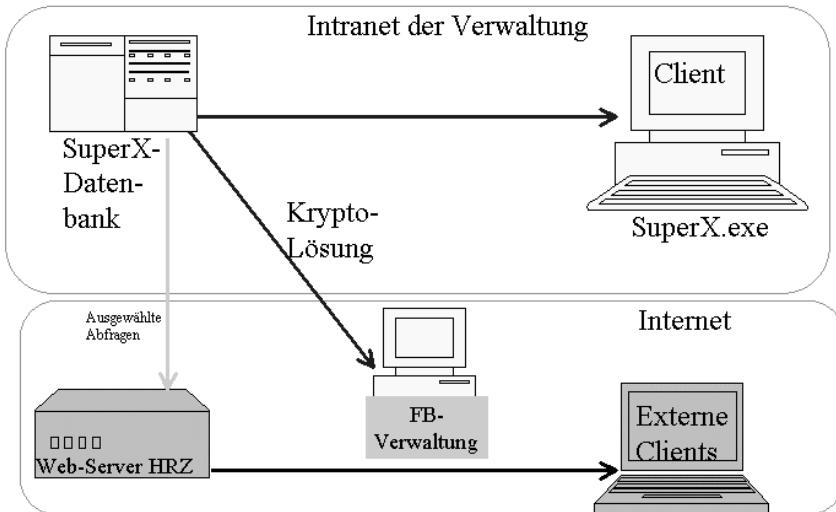 Intranet der Verwaltung
Client
SuperX-
Daten-
bank
SuperX.exe
Krypto-
Lösung
Ausgewählte
Abfragen
Internet
FB-
Verwaltung
Externe
Clients
Web-Server HRZ